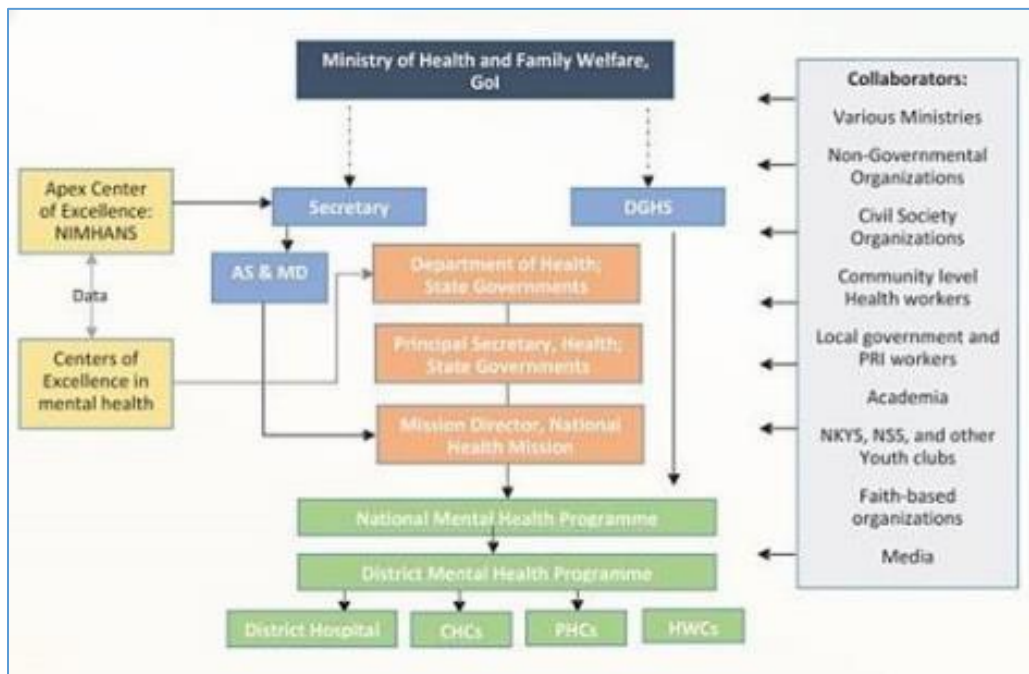 Ministry of Health and Family Welfare,
GoI
Collaborators:
Various Ministries
Non-Governmental
Organizations
Civil Society
Organizations
Community level
Health workers
Local government and
PRI workers
Academia
NKYS, NSS, and other
Youth clubs
Faith-based
organizations
Media
Apex Center
of Excellence:
NIMHANS
Secretary
DGHS
AS & MD
Department of Health;
State Governments
Data
Centers of
Excellence in
mental health
Principal Secretary, Health;
State Governments
Mission Director, National
Health Mission
National Mental Health Programme
District Mental Health Programme
District Hospital
CHCs
PHCs
HWCs